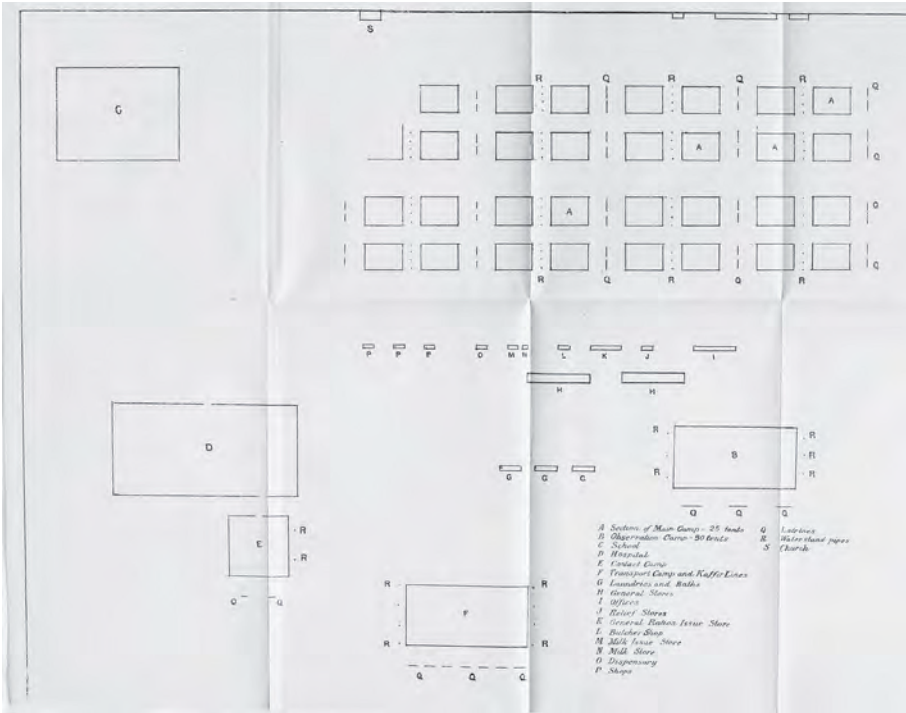 S
R Q R Q R Q
A
C
A A Q
Q
A
Q
R Q R Q R
P P P O M N L K J I
H H
R R
D B R
R R
G G G
Q Q Q
R
E
R
Q Q
R R
F
R R
Q Q Q
A Sections of Main Camp - 25 tents
B Observation Camp - 90 tents
C School
D Hospital
E Contact Camp
F Transport Camp and Kaffir Lines
G Laundries and Baths
H General Stores
I Offices
J Relief Stores
K General Ration Issue Store
L Butcher Shop
M Milk Issue Store
N Milk Store
O Dispensary
P Shops
Q Latrines
R Water stand pipes
S Church